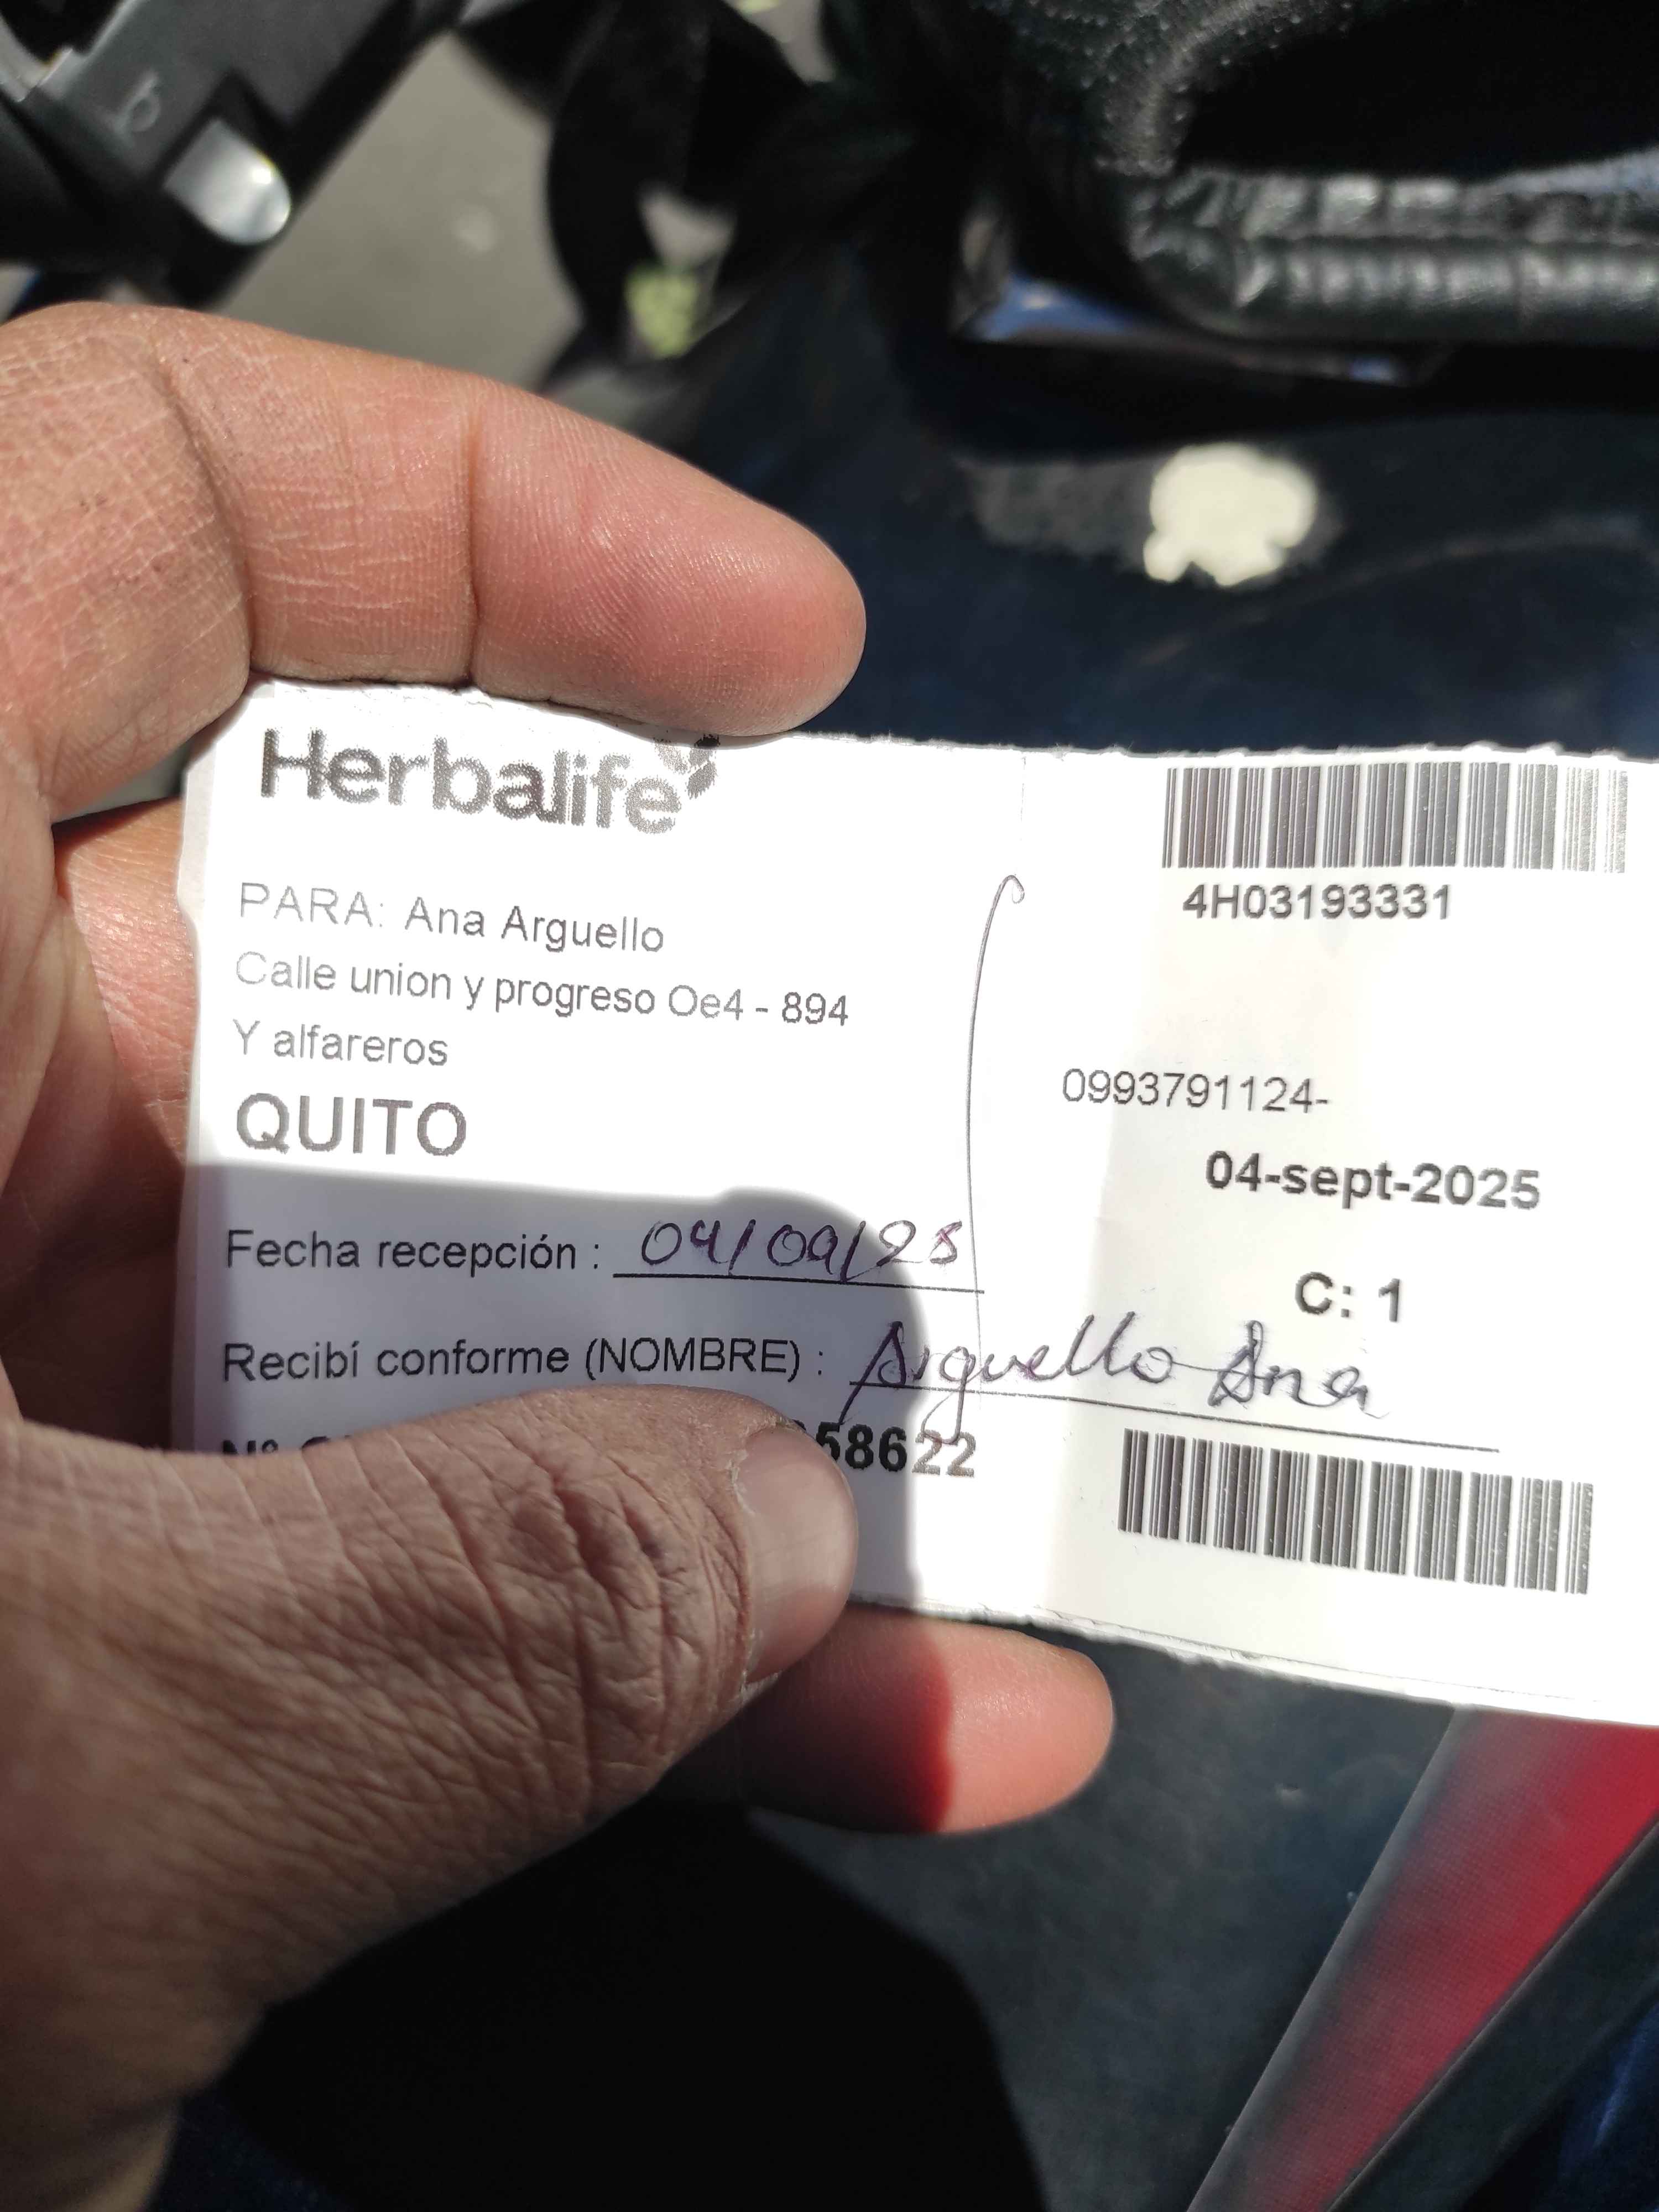 Herbalife
PARA: Ana Arguello
Calle union y progreso Oe4 - 894
Y alfareros
QUITO
4H03193331
0993791124-
04-sept-2025
C: 1
Fecha recepción : 04/09/25
Recibí conforme (NOMBRE) : Arguello Ana
58622